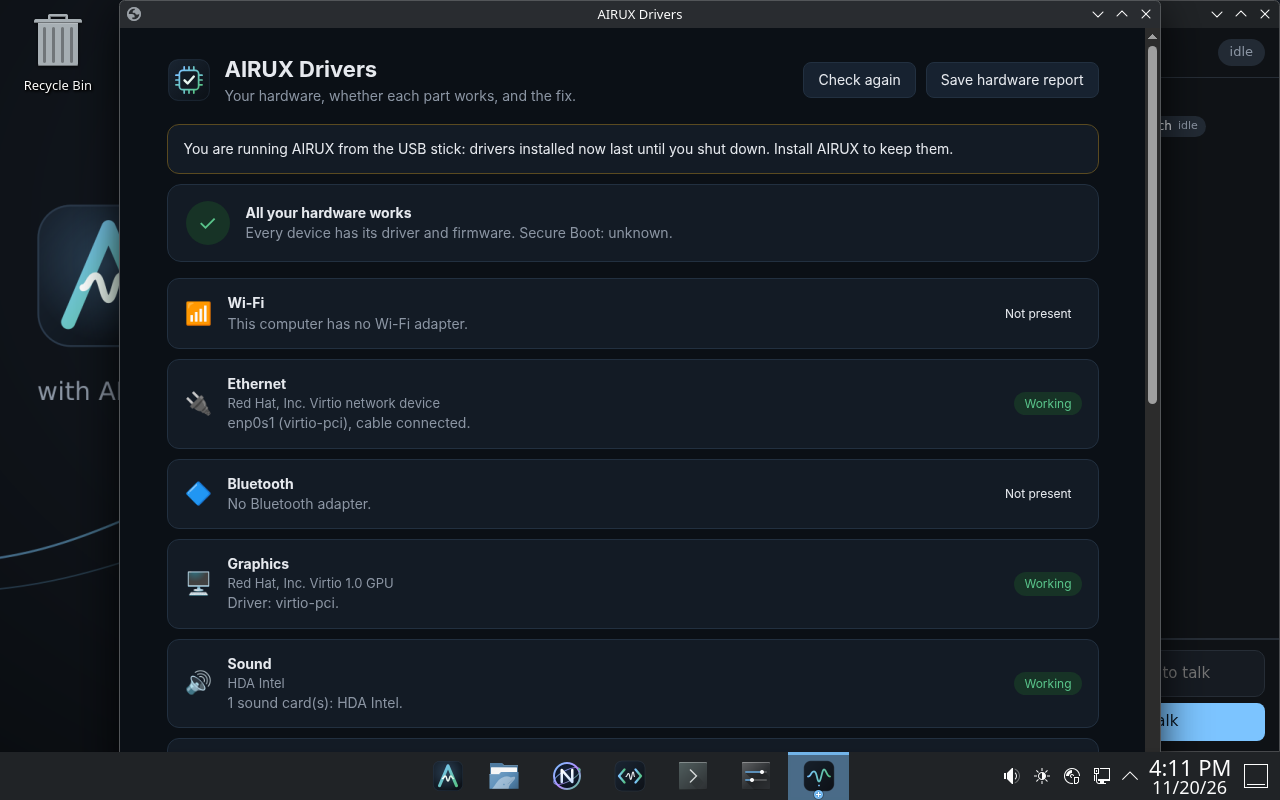 AIRUX Drivers
Recycle Bin
idle
AIRUX Drivers
Your hardware, whether each part works, and the fix.
Check again
Save hardware report
idle
You are running AIRUX from the USB stick: drivers installed now last until you shut down. Install AIRUX to keep them.
All your hardware works
Every device has its driver and firmware. Secure Boot: unknown.
Wi-Fi
This computer has no Wi-Fi adapter.
Not present
with
Ethernet
Red Hat, Inc. Virtio network device
enp0s1 (virtio-pci), cable connected.
Working
Bluetooth
No Bluetooth adapter.
Not present
Graphics
Red Hat, Inc. Virtio 1.0 GPU
Driver: virtio-pci.
Working
Sound
HDA Intel
1 sound card(s): HDA Intel.
Working
to talk
4:11 PM
11/20/26